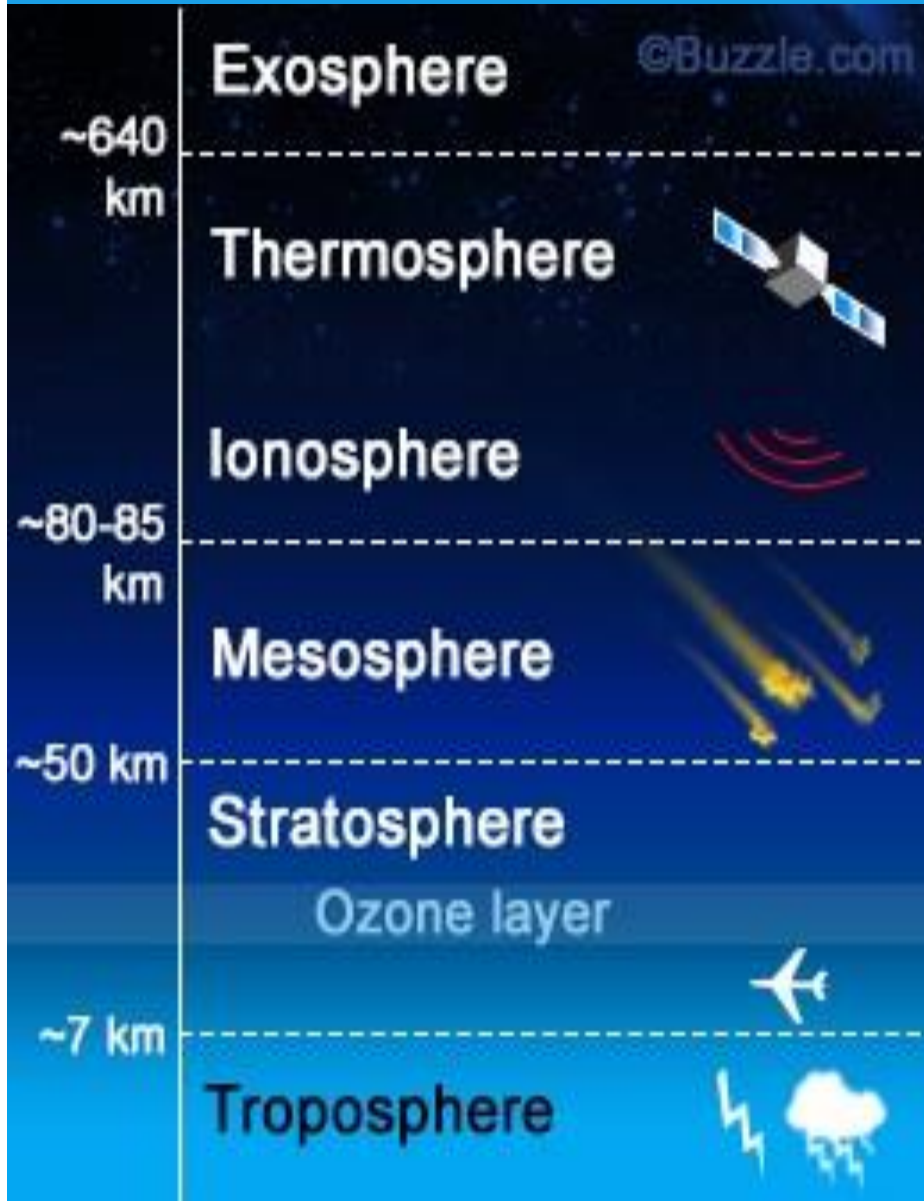 Exosphere
©Buzzle.com
~640
km
Thermosphere
Ionosphere
~80-85
km
Mesosphere
~50 km
Stratosphere
Ozone layer
~7 km
Troposphere